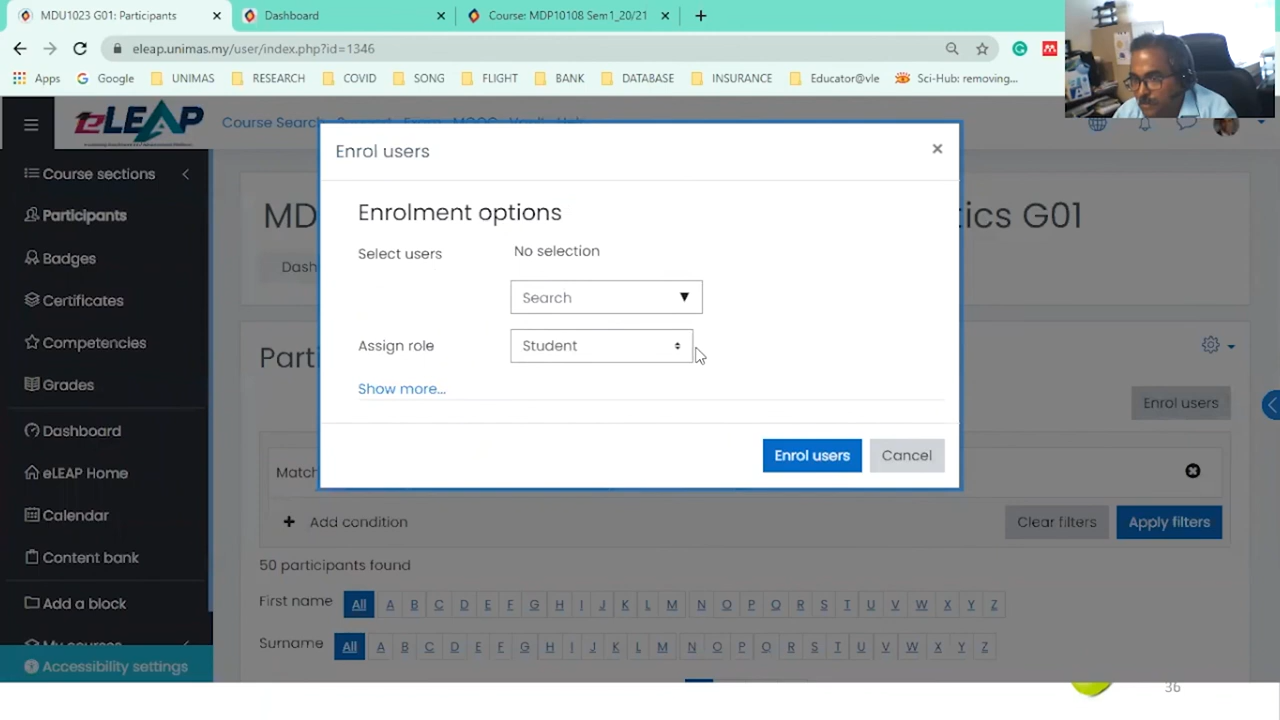 MDU1023 G01: Participants
Dashboard
Course: MDP10108 Sem1_20/21
eleap.unimas.my/user/index.php?id=1346
Apps
Google
UNIMAS
RESEARCH
COVID
SONG
FLIGHT
BANK
DATABASE
INSURANCE
Educator@vle
Sci-Hub: removing...
eLEAP
Course Search
Course sections
Participants
Badges
Certificates
Competencies
Grades
Dashboard
eLEAP Home
Calendar
Content bank
Add a block
My courses
Accessibility settings
MD
tics G01
Dash
Enrol users
Enrolment options
Select users
No selection
Search
Assign role
Student
Show more...
Enrol users
Cancel
Parti
Enrol users
Match
Add condition
Clear filters
Apply filters
50 participants found
First name All A B C D E F G H I J K L M N O P Q R S T U V W X Y Z
Surname All A B C D E F G H I J K L M N O P Q R S T U V W X Y Z
36